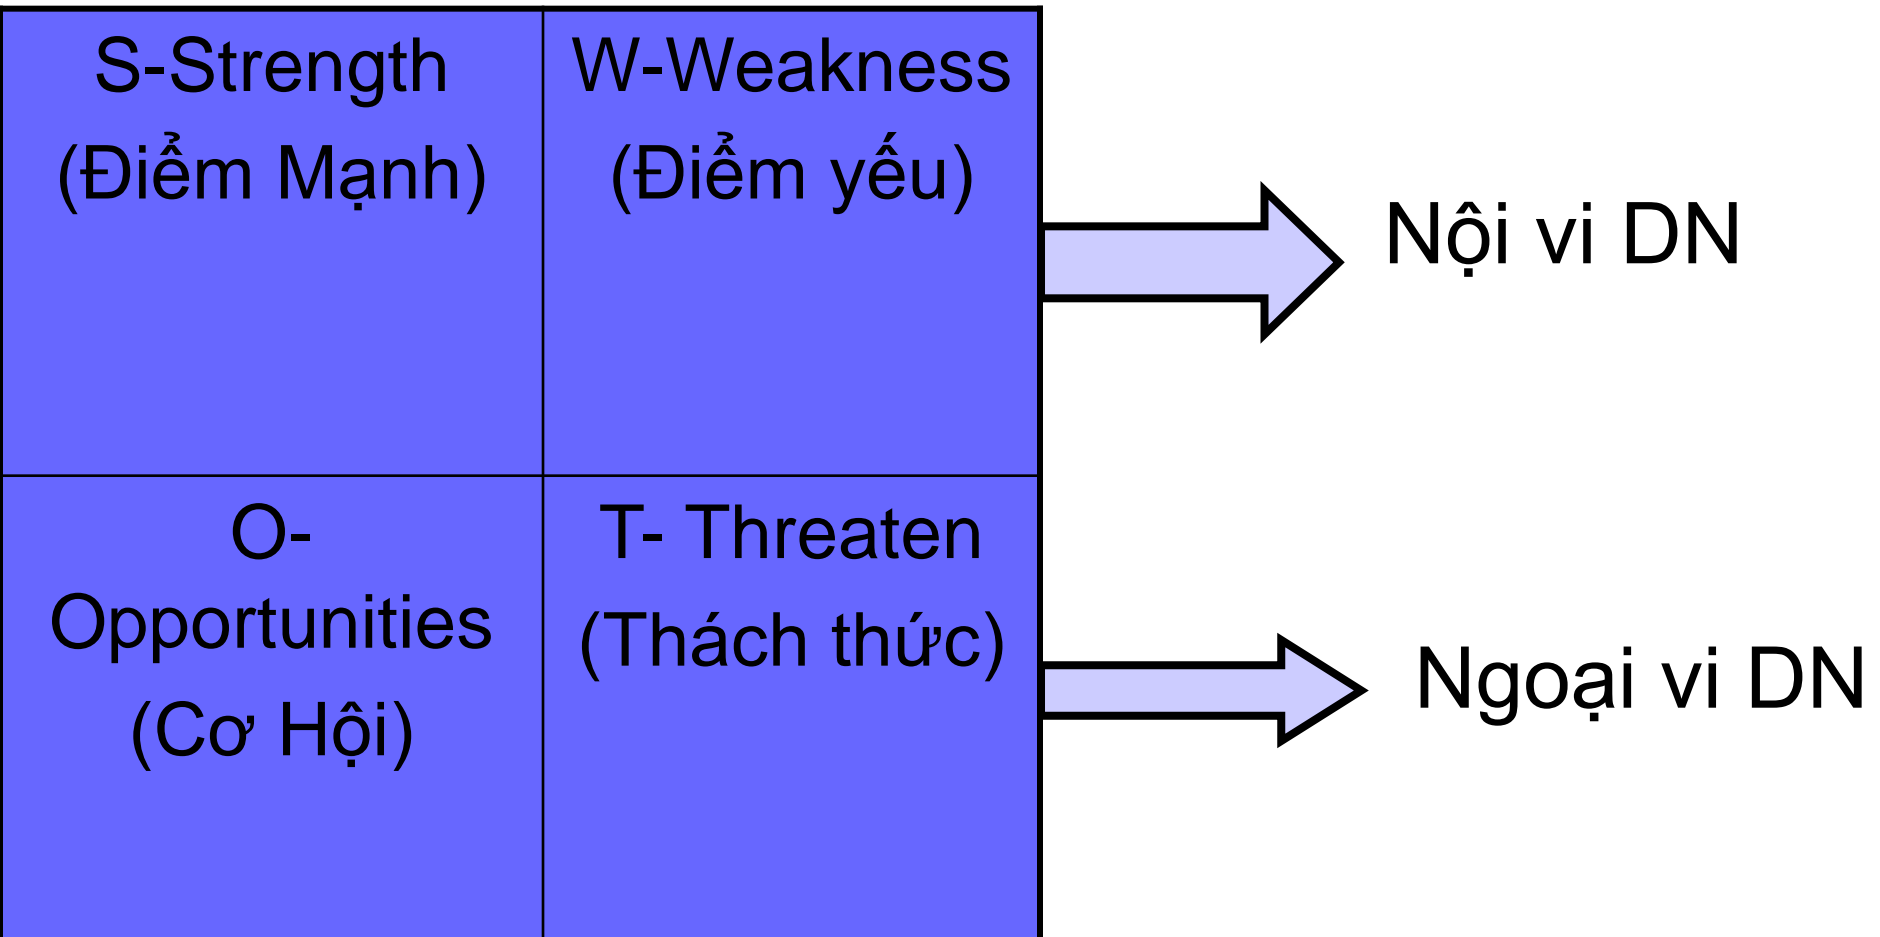 S-Strength
(Điểm Mạnh)
W-Weakness
(Điểm yếu)
Nội vi DN
O-
Opportunities
(Cơ Hội)
T- Threaten
(Thách thức)
Ngoại vi DN